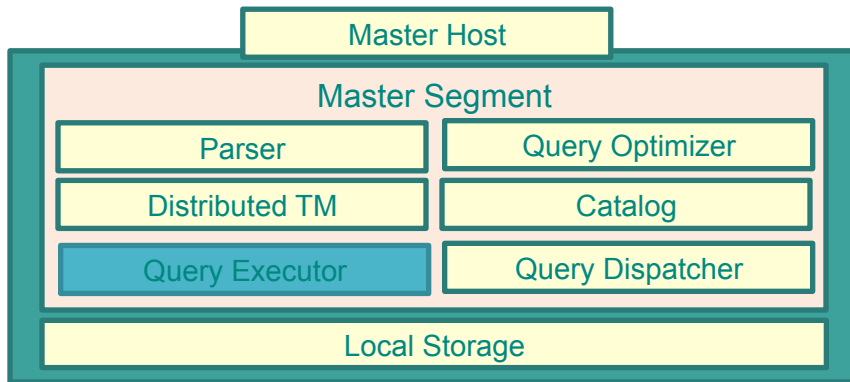 Master Host
Master Segment
Parser
Query Optimizer
Distributed TM
Catalog
Query Executor
Query Dispatcher
Local Storage